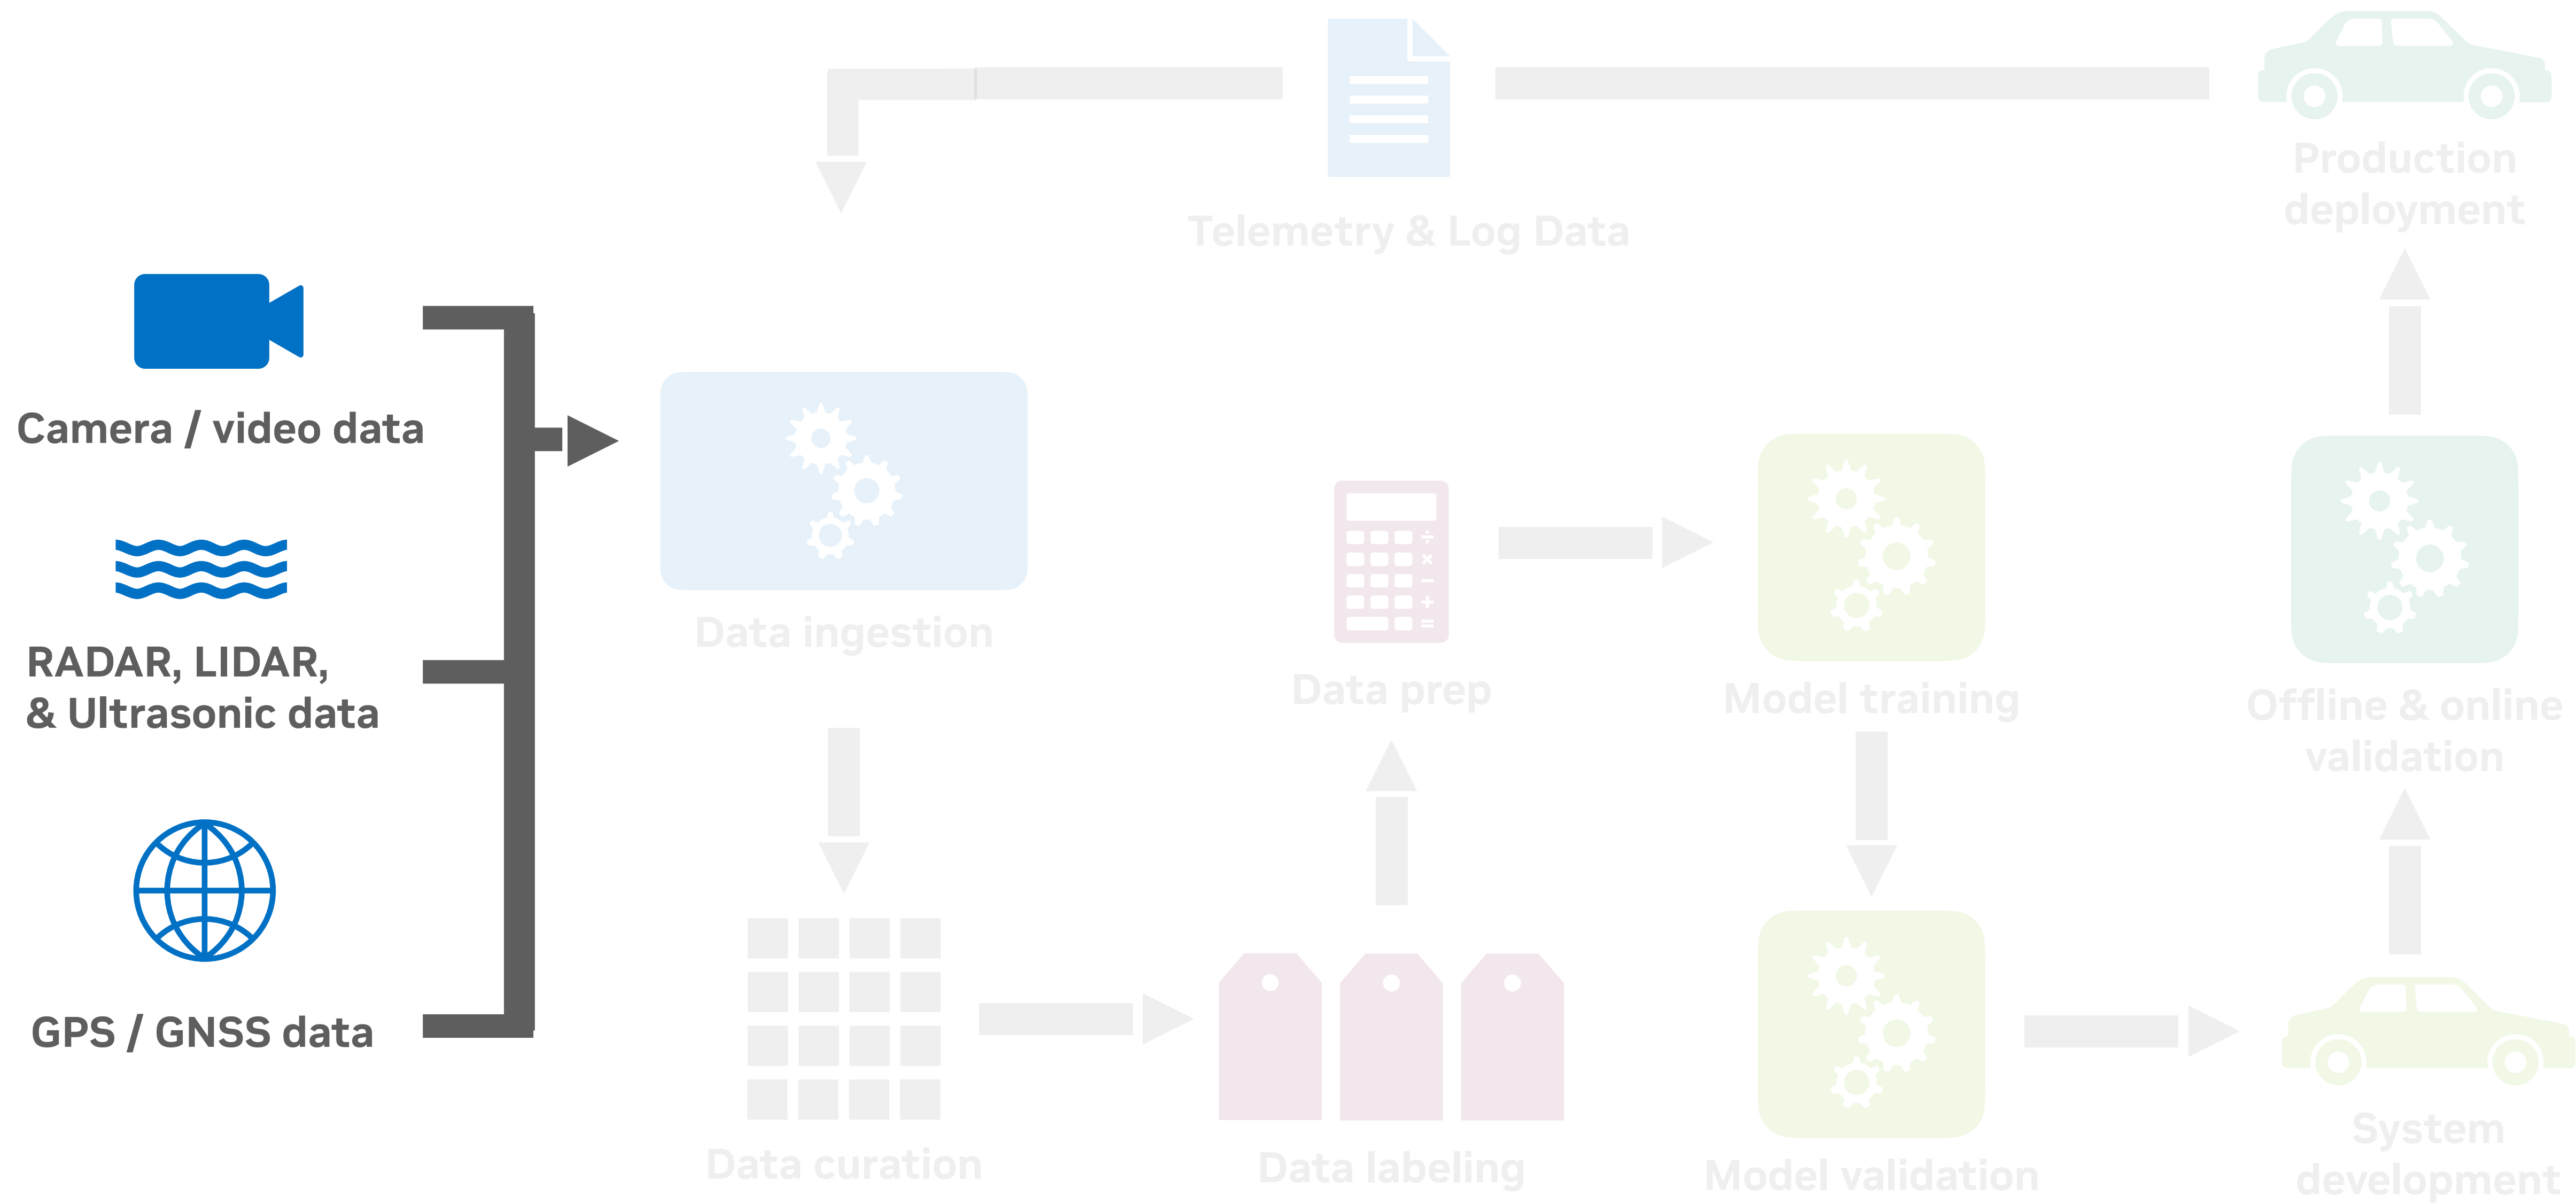 Camera / video data
RADAR, LIDAR,
& Ultrasonic data
GPS / GNSS data
Data ingestion
Data curation
Telemetry & Log Data
Data prep
Data labeling
Model training
Model validation
Production
deployment
Offline & online
validation
System
development